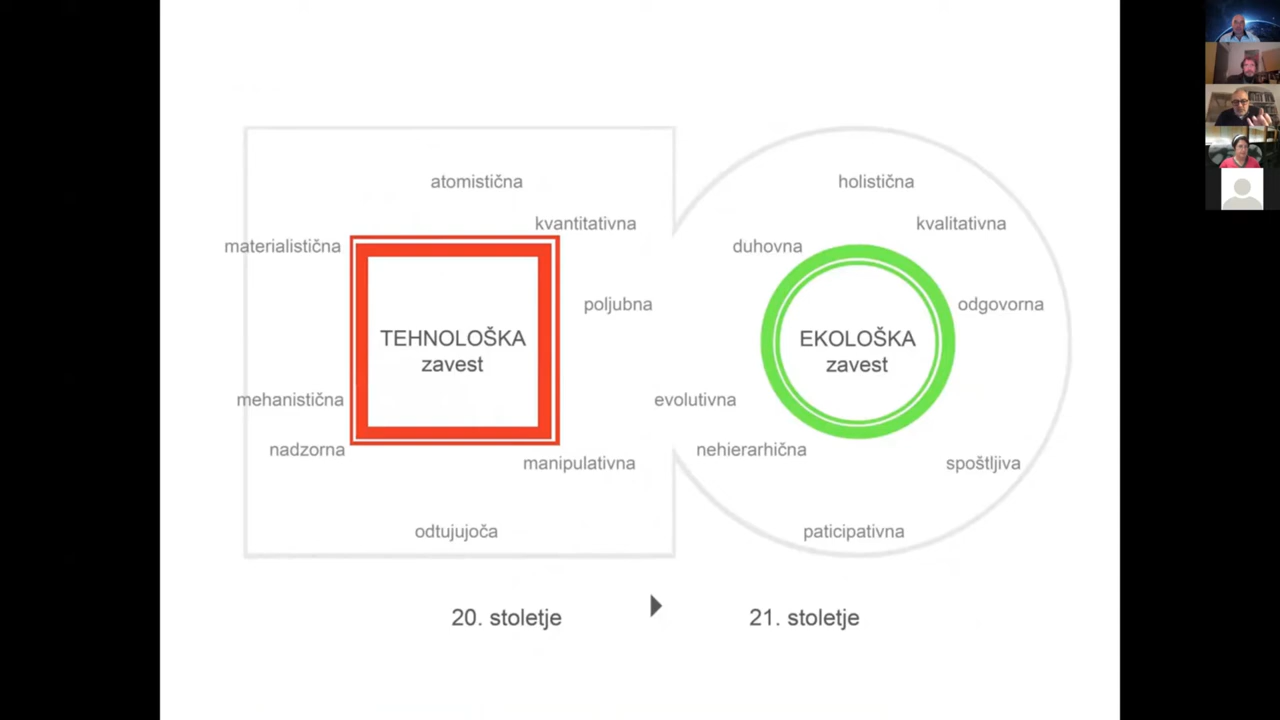 atomistična
kvantitativna
materialistična
poljubna
TEHNOLOŠKA
zavest
mehanistična
nadzorna
manipulativna
odtujujoča
holistična
kvalitativna
duhovna
odgovorna
EKOLOŠKA
zavest
evolutivna
nehierarhična
spoštljiva
paticipativna
20. stoletje
21. stoletje